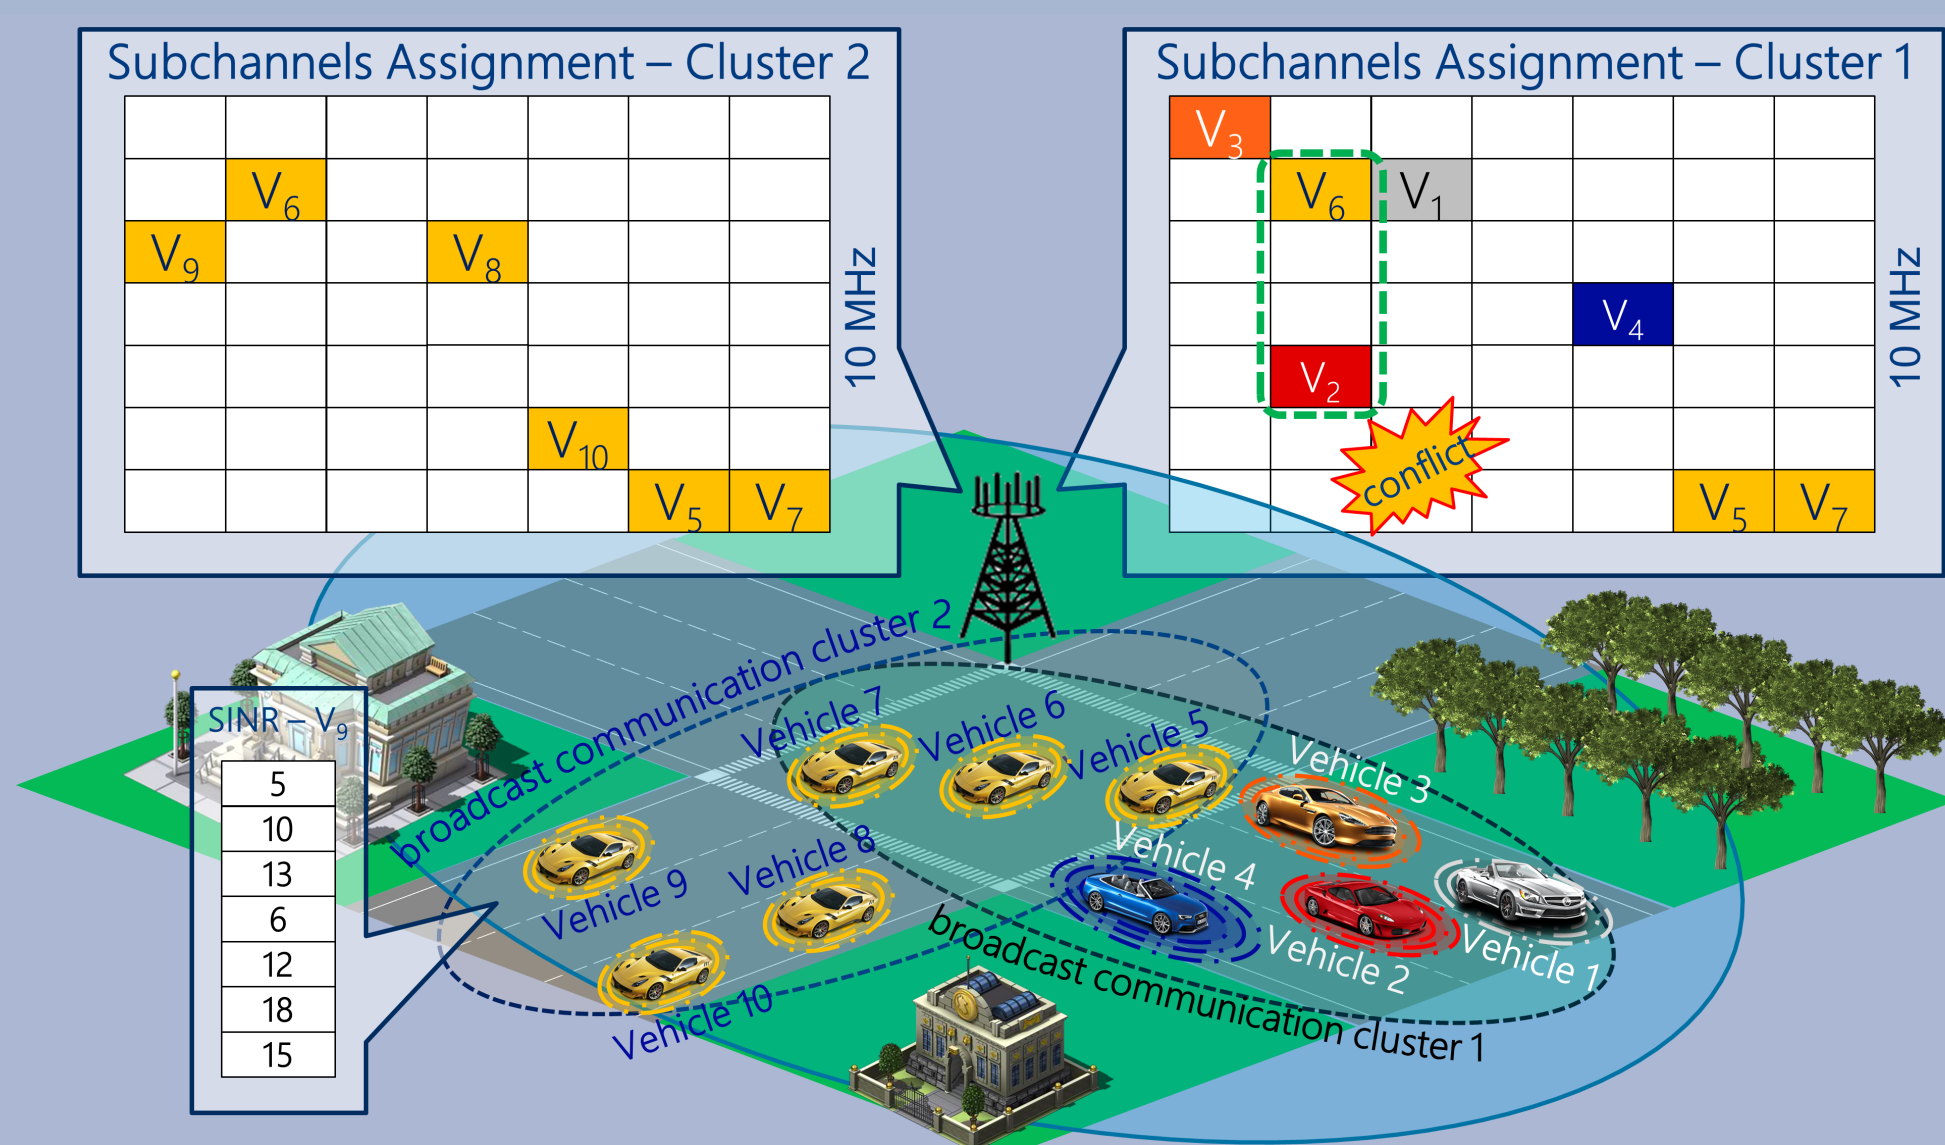 Subchannels Assignment – Cluster 2
V6
V9 V8
V10
V5 V7
10 MHz
Subchannels Assignment – Cluster 1
V3
V6 V1
V4
V2
conflict
V5 V7
10 MHz
broadcast communication cluster 2
SINR – V9
5
10
13
6
12
18
15
Vehicle 7
Vehicle 6
Vehicle 5
Vehicle 3
Vehicle 8
Vehicle 4
Vehicle 9
Vehicle 2
Vehicle 1
Vehicle 10
broadcast communication cluster 1